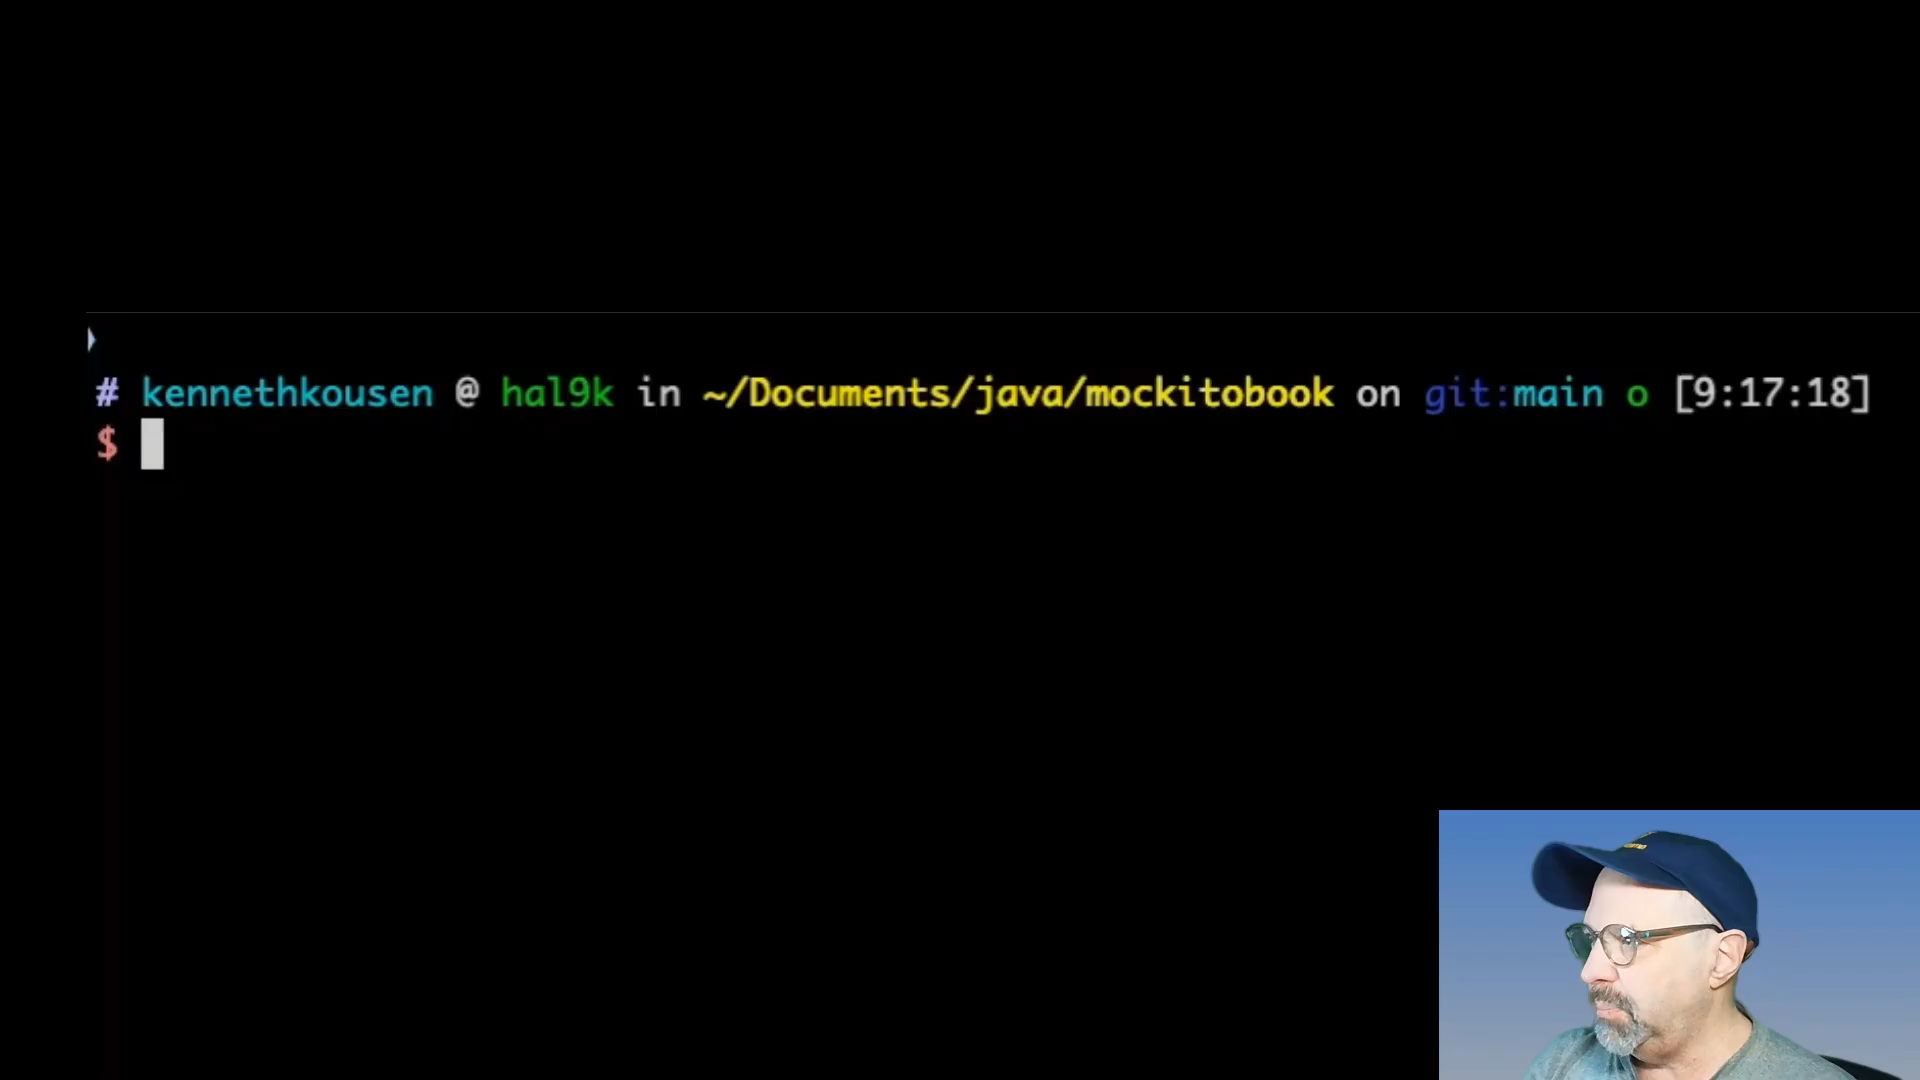 # kennethkousen @ hal9k in ~/Documents/java/mockitobook on git:main o [9:17:18]
$